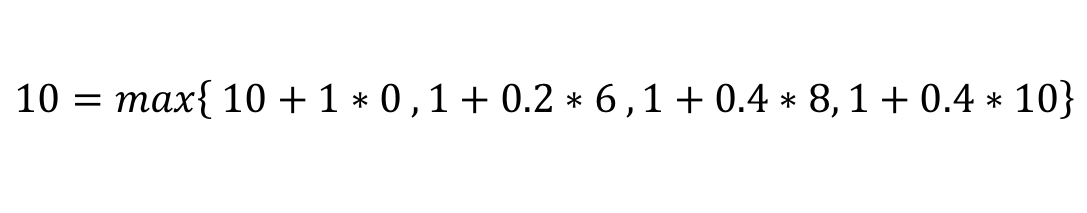 10 = max{ 10 + 1 * 0 , 1 + 0.2 * 6 , 1 + 0.4 * 8, 1 + 0.4 * 10}